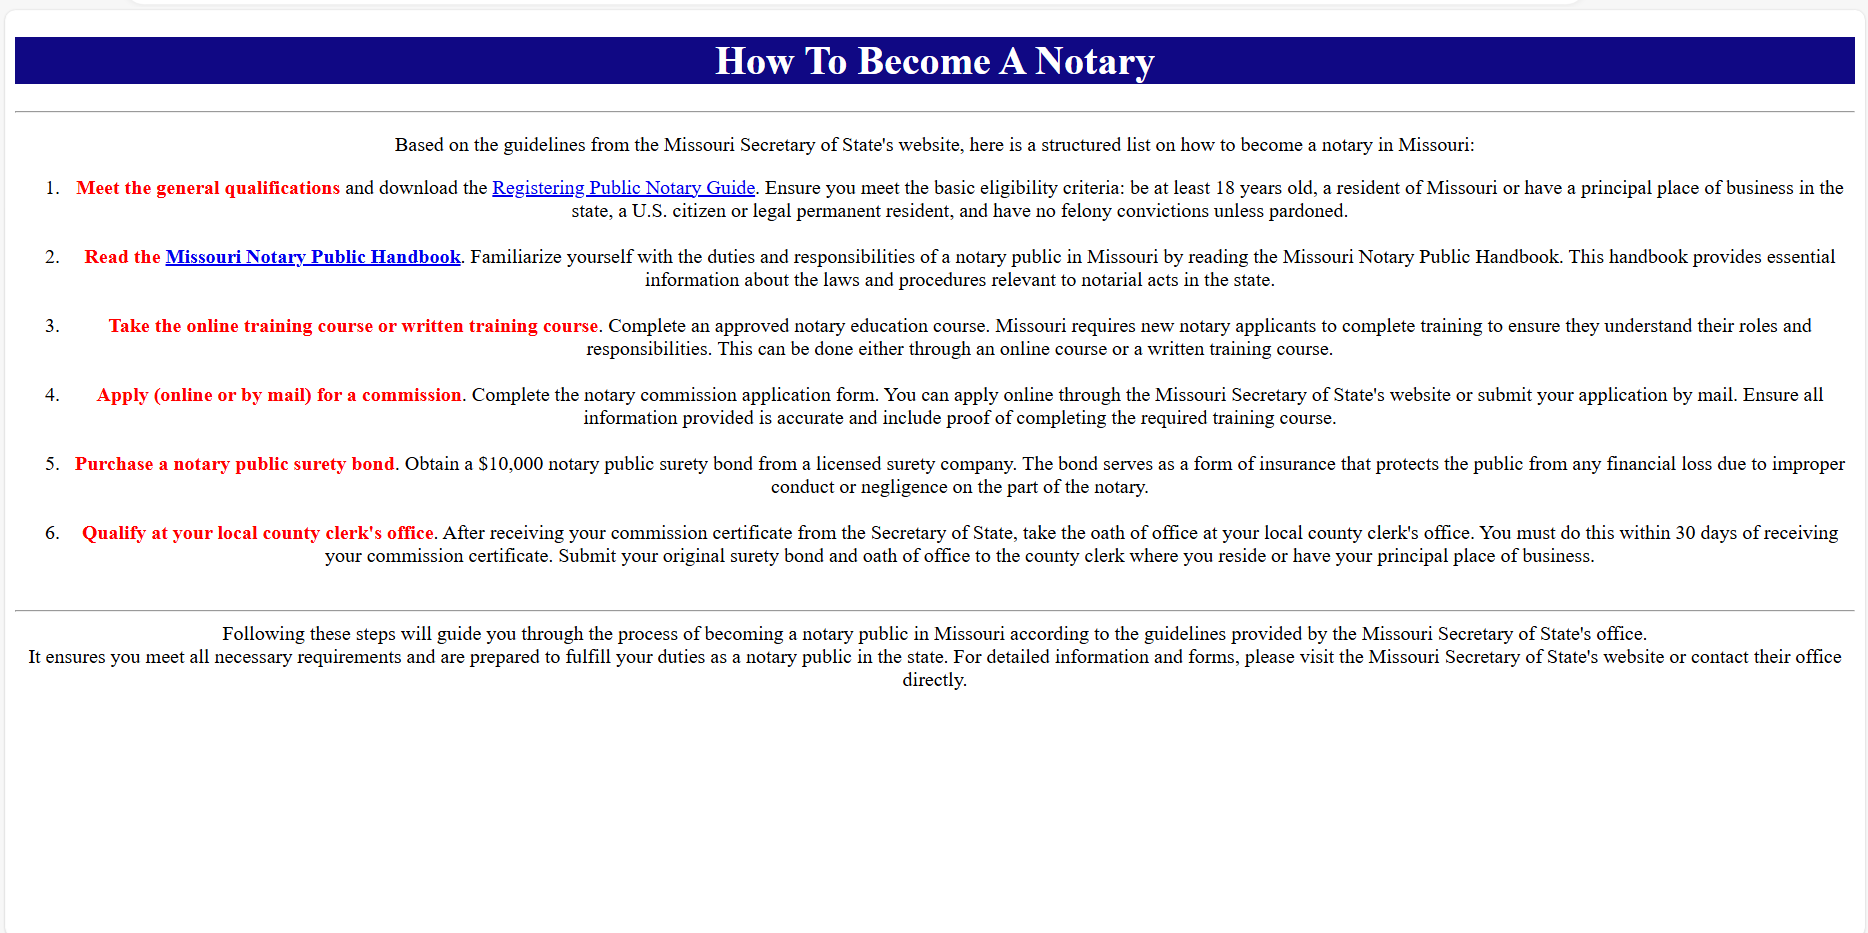 How To Become A Notary
Based on the guidelines from the Missouri Secretary of State's website, here is a structured list on how to become a notary in Missouri:
1. Meet the general qualifications and download the Registering Public Notary Guide. Ensure you meet the basic eligibility criteria: be at least 18 years old, a resident of Missouri or have a principal place of business in the
state, a U.S. citizen or legal permanent resident, and have no felony convictions unless pardoned.
2. Read the Missouri Notary Public Handbook. Familiarize yourself with the duties and responsibilities of a notary public in Missouri by reading the Missouri Notary Public Handbook. This handbook provides essential
information about the laws and procedures relevant to notarial acts in the state.
3. Take the online training course or written training course. Complete an approved notary education course. Missouri requires new notary applicants to complete training to ensure they understand their roles and
responsibilities. This can be done either through an online course or a written training course.
4. Apply (online or by mail) for a commission. Complete the notary commission application form. You can apply online through the Missouri Secretary of State's website or submit your application by mail. Ensure all
information provided is accurate and include proof of completing the required training course.
5. Purchase a notary public surety bond. Obtain a $10,000 notary public surety bond from a licensed surety company. The bond serves as a form of insurance that protects the public from any financial loss due to improper
conduct or negligence on the part of the notary.
6. Qualify at your local county clerk's office. After receiving your commission certificate from the Secretary of State, take the oath of office at your local county clerk's office. You must do this within 30 days of receiving
your commission certificate. Submit your original surety bond and oath of office to the county clerk where you reside or have your principal place of business.
Following these steps will guide you through the process of becoming a notary public in Missouri according to the guidelines provided by the Missouri Secretary of State's office.
It ensures you meet all necessary requirements and are prepared to fulfill your duties as a notary public in the state. For detailed information and forms, please visit the Missouri Secretary of State's website or contact their office
directly.